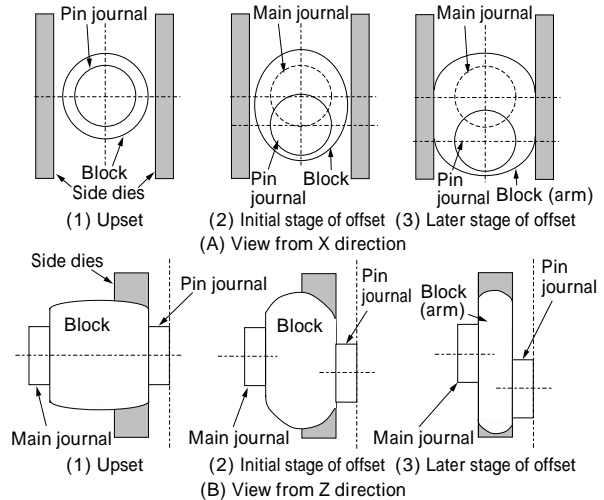 Pin journal
Block
Side dies
(1) Upset
Main journal
Pin
journal
Block
(2) Initial stage of offset
Main journal
Pin
journal
Block (arm)
(3) Later stage of offset
(A) View from X direction
Side dies
Pin journal
Block
Main journal
(1) Upset
Pin
journal
Block
Main journal
(2) Initial stage of offset
Block
(arm)
Pin
journal
Main journal
(3) Later stage of offset
(B) View from Z direction